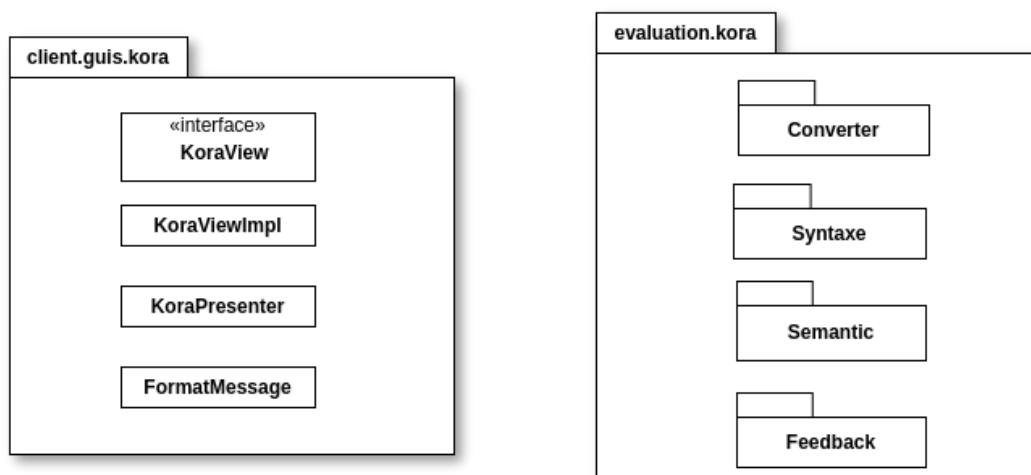 client.guis.kora
«interface»
KoraView
KoraViewImpl
KoraPresenter
FormatMessage
evaluation.kora
Converter
Syntaxe
Semantic
Feedback